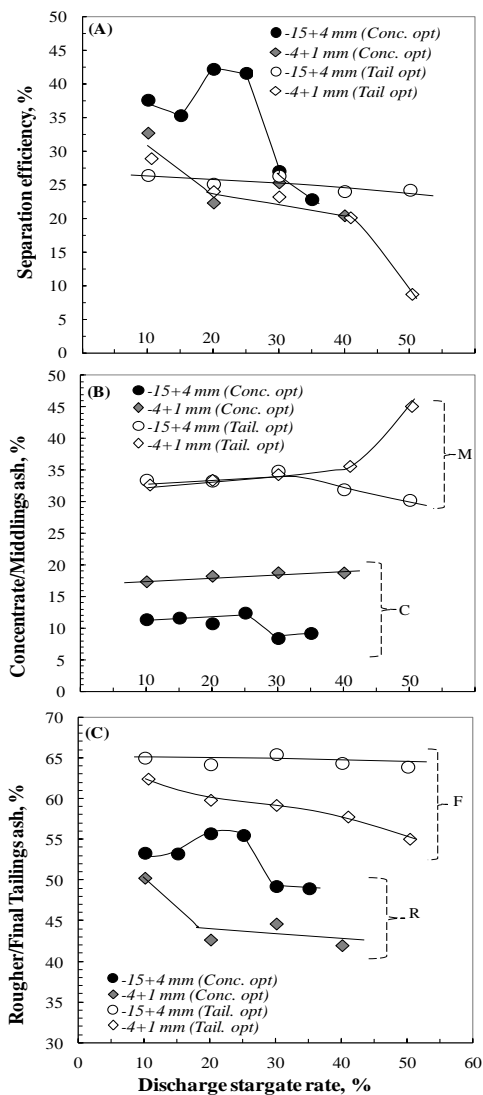 (A)
-15+4 mm (Conc. opt)
-4+1 mm (Conc. opt)
-15+4 mm (Tail opt)
-4+1 mm (Tail opt)
Separation efficiency, %
50
45
40
35
30
25
20
15
10
5
0
10 20 30 40 50
(B)
-15+4 mm (Conc. opt)
-4+1 mm (Conc. opt)
-15+4 mm (Tail. opt)
-4+1 mm (Tail. opt)
Concentrate/Middlings ash, %
50
45
40
35
30
25
20
15
10
5
0
M
C
10 20 30 40 50
(C)
Rougher/Final Tailings ash, %
70
65
60
55
50
45
40
35
30
F
R
-15+4 mm (Conc. opt)
-4+1 mm (Conc. opt)
-15+4 mm (Tail. opt)
-4+1 mm (Tail. opt)
0 10 20 30 40 50 60
Discharge stargate rate, %